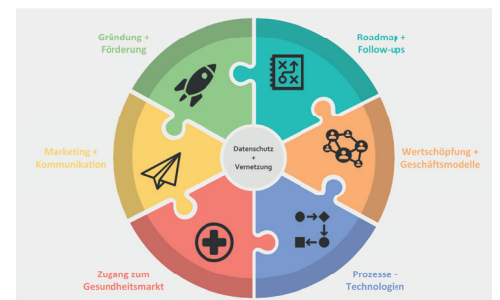 Gründung +
Förderung
Roadmap +
Follow-ups
Marketing +
Kommunikation
Datenschutz
+
Vernetzung
Wertschöpfung +
Geschäftsmodelle
Zugang zum
Gesundheitsmarkt
Prozesse -
Technologien